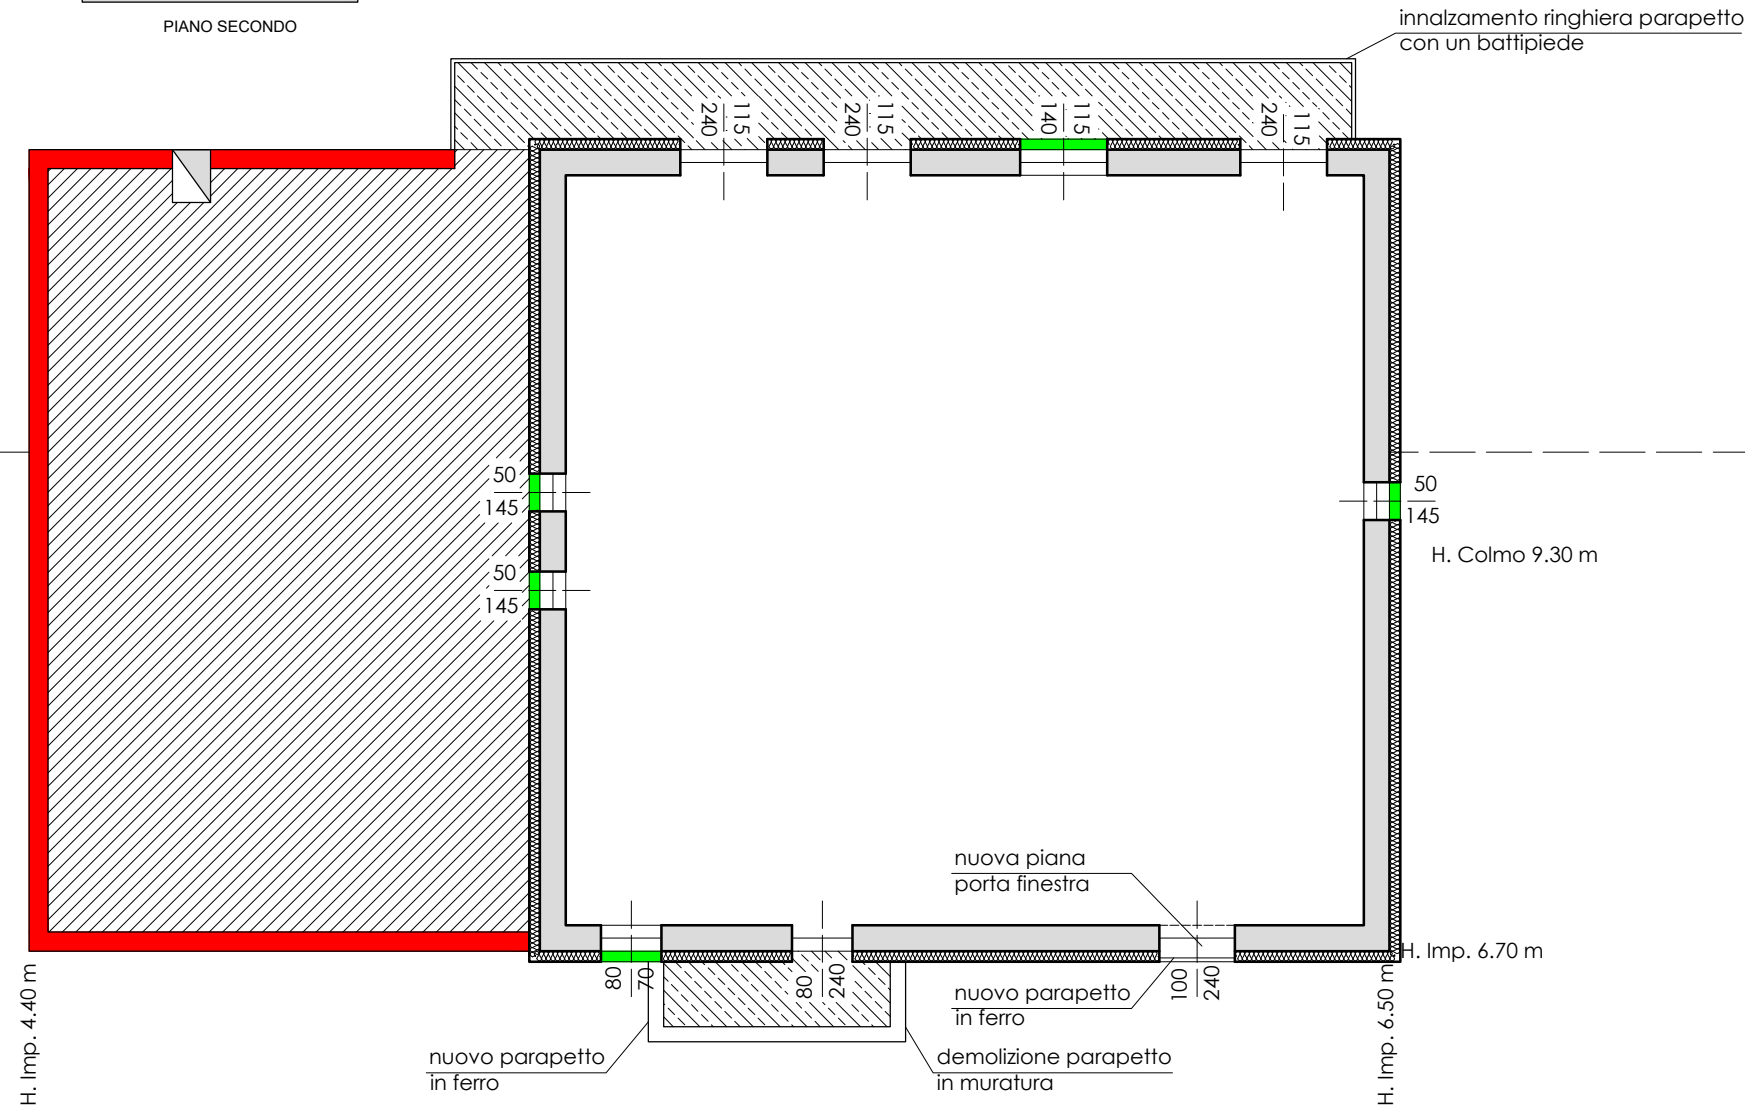 PIANO SECONDO
innalzamento ringhiera parapetto
con un battipiede
240
115
240
115
140
115
240
115
50
145
50
145
50
145
H. Colmo 9.30 m
nuova piana
porta finestra
H. Imp. 6.70 m
80
70
80
240
100
240
nuovo parapetto
in ferro
nuovo parapetto
in ferro
demolizione parapetto
in muratura
H. Imp. 4.40 m
H. Imp. 6.50 m